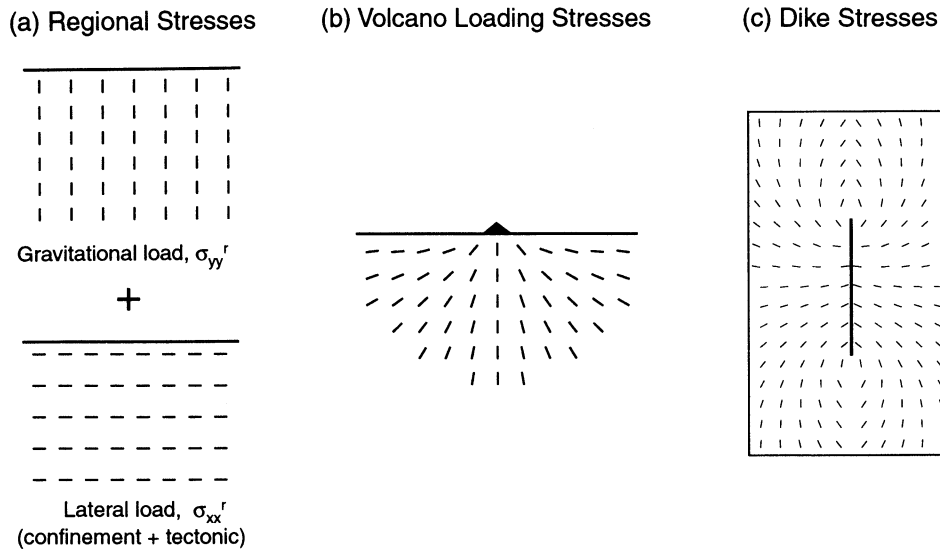 (a) Regional Stresses
Gravitational load, σyyʳ
+
Lateral load, σxxʳ
(confinement + tectonic)
(b) Volcano Loading Stresses
(c) Dike Stresses